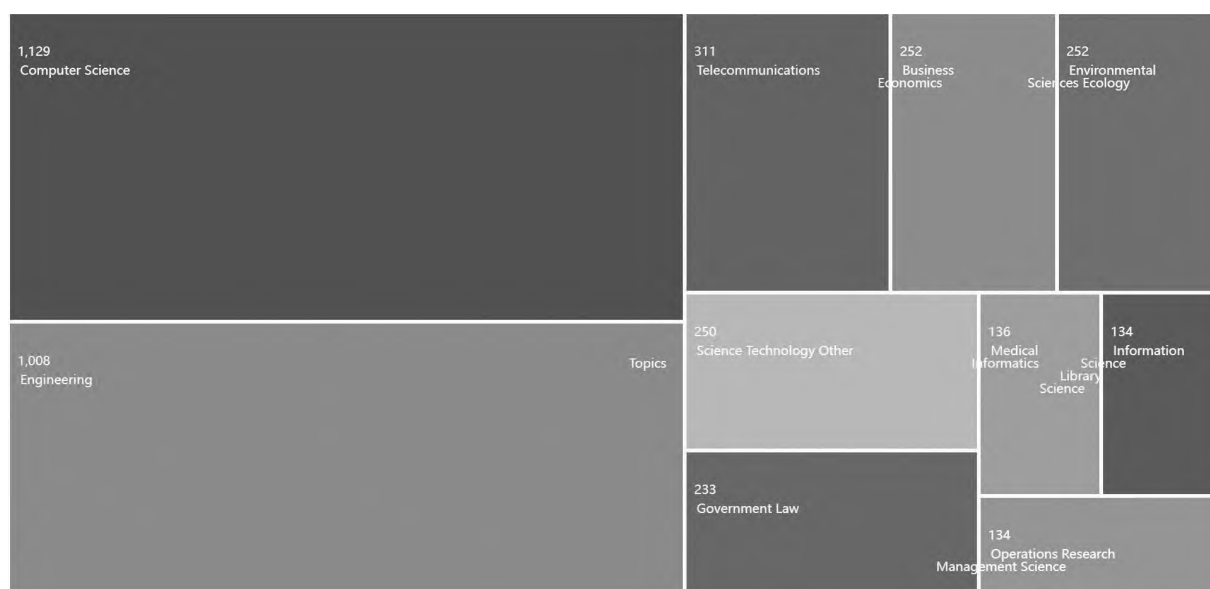 1,129
Computer Science
311
Telecommunications
252
Business
Economics
252
Environmental
Sciences Ecology
1,008
Engineering
250
Science Technology Other
Topics
136
Medical
Informatics
134
Information
Science
Library
Science
233
Government Law
134
Operations Research
Management Science